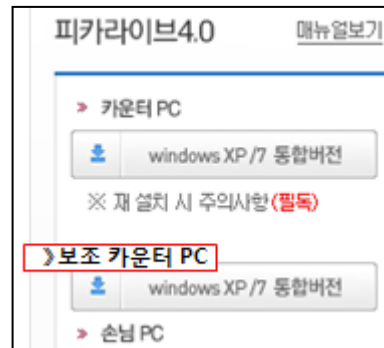 피카라이브4.0 매뉴얼보기
» 카운터 PC
windows XP /7 통합버전
※ 재 설치 시 주의사항 (필독)
》보조 카운터 PC
windows XP /7 통합버전
» 손님 PC